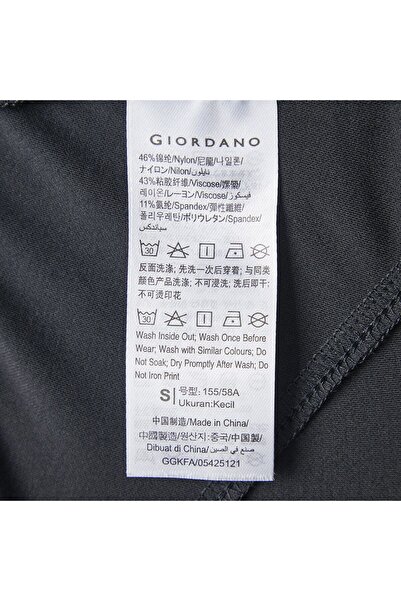 GIORDANO
46%锦纶/Nylon/尼龍/나일론/
ナイロン/Nilon/نايلون
43%粘胶纤维/Viscose/嫘縈/
레이온/レーヨン/Viscose/فيسكوز
11%氨纶/Spandex/彈性纖維/
폴리우레탄/ポリウレタン/Spandex/
سباندكس
30
反面洗涤; 先洗一次后穿着; 与同类
颜色产品洗涤; 不可浸洗; 洗后即干;
不可烫印花
30
Wash Inside Out; Wash Once Before
Wear; Wash with Similar Colours; Do
Not Soak; Dry Promptly After Wash; Do
Not Iron Print
S 号型: 155/58A
Ukuran:Kecil
中国制造/Made in China/
中國製造/원산지:중국/中国製/
Dibuat di China/صنع في الصين
GGKFA/05425121